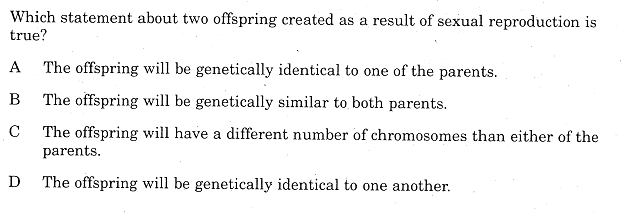 Which statement about two offspring created as a result of sexual reproduction is
true?
A The offspring will be genetically identical to one of the parents.
B The offspring will be genetically similar to both parents.
C The offspring will have a different number of chromosomes than either of the
parents.
D The offspring will be genetically identical to one another.